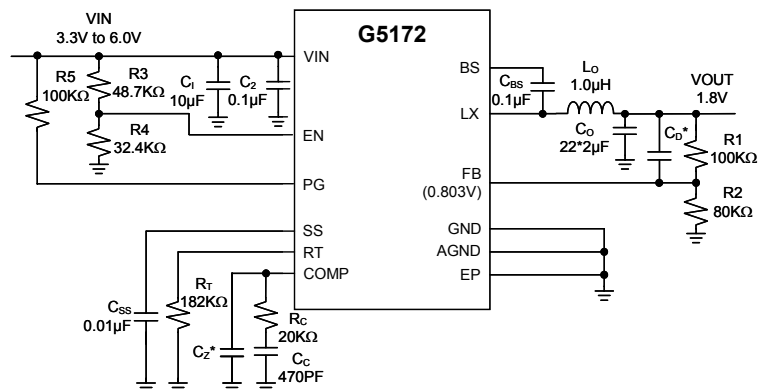 G5172
VIN
3.3V to 6.0V
R5
100KΩ
R3
48.7KΩ
R4
32.4KΩ
CI
10µF
C2
0.1µF
VIN
EN
PG
SS
RT
COMP
BS
LX
FB
(0.803V)
GND
AGND
EP
CBS
0.1µF
LO
1.0µH
CO
22*2µF
CD*
VOUT
1.8V
R1
100KΩ
R2
80KΩ
CSS
0.01µF
RT
182KΩ
CZ*
RC
20KΩ
CC
470PF